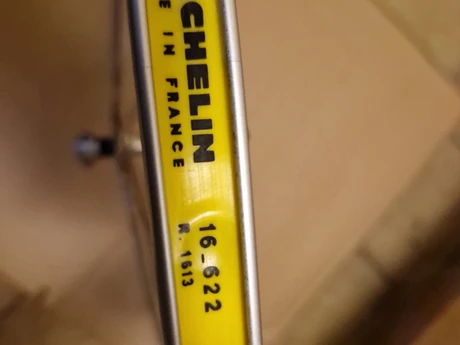 CHELIN
E IN FRANCE
16_622
R. 1613